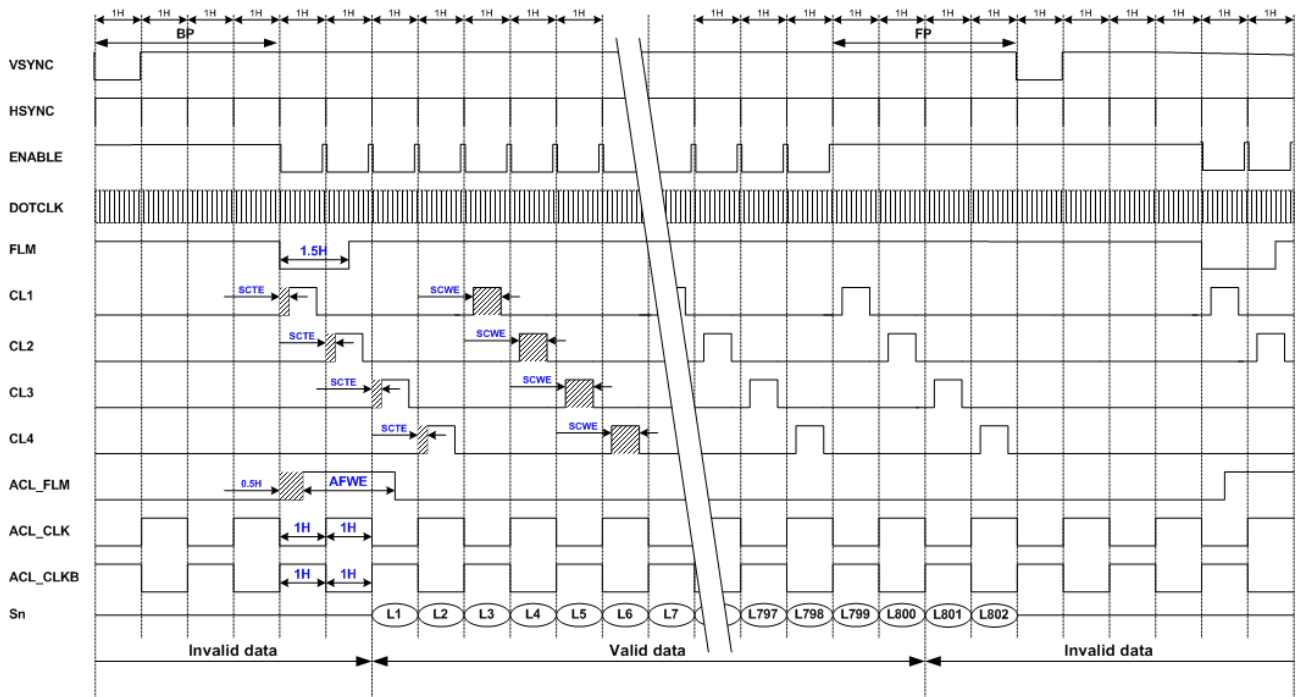 1H 1H 1H 1H 1H 1H 1H 1H 1H 1H 1H 1H 1H 1H 1H 1H 1H 1H 1H 1H 1H 1H 1H 1H
BP FP
VSYNC
HSYNC
ENABLE
DOTCLK
FLM 1.5H
CL1 SCTE SCWE
CL2 SCTE SCWE
CL3 SCTE SCWE
CL4 SCTE SCWE
ACL_FLM 0.5H AFWE
ACL_CLK 1H 1H
ACL_CLKB 1H 1H
Sn L1 L2 L3 L4 L5 L6 L7 L797 L798 L799 L800 L801 L802
Invalid data Valid data Invalid data